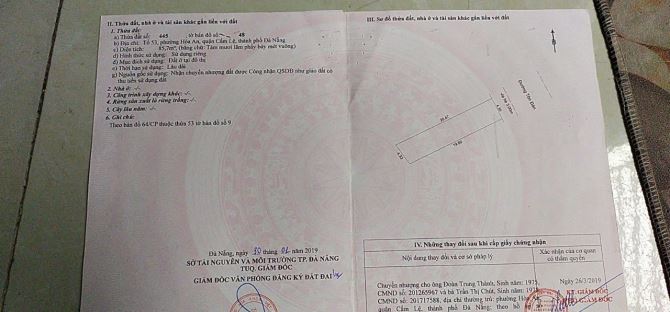 II. Thửa đất, nhà ở và tài sản khác gắn liền với đất
1. Thửa đất:
a) Thửa đất số: 445 , tờ bản đồ số: 48
b) Địa chỉ: Tổ 53, phường Hòa An, quận Cẩm Lệ, thành phố Đà Nẵng
c) Diện tích: 85,7m², (bằng chữ: Tám mươi lăm phẩy bảy mét vuông)
d) Hình thức sử dụng: Sử dụng riêng
đ) Mục đích sử dụng: Đất ở tại đô thị
e) Thời hạn sử dụng: Lâu dài
g) Nguồn gốc sử dụng: Nhận chuyển nhượng đất được Công nhận QSDĐ như giao đất có
thu tiền sử dụng đất
2. Nhà ở: -/-
3. Công trình xây dựng khác: -/-
4. Rừng sản xuất là rừng trồng: -/-
5. Cây lâu năm: -/-
6. Ghi chú:
Theo bản đồ 64/CP thuộc thửa 53 tờ bản đồ số 9
Đà Nẵng, ngày 30 tháng 01 năm 2019
SỞ TÀI NGUYÊN VÀ MÔI TRƯỜNG TP. ĐÀ NẴNG
TUQ. GIÁM ĐỐC
GIÁM ĐỐC VĂN PHÒNG ĐĂNG KÝ ĐẤT ĐAI
III. Sơ đồ thửa đất, nhà ở và tài sản khác gắn liền với đất
IV. Những thay đổi sau khi cấp giấy chứng nhận
Nội dung thay đổi và cơ sở pháp lý
Xác nhận của cơ quan
có thẩm quyền
Chuyển nhượng cho ông Đoàn Trung Thành, Sinh năm: 1975,
CMND số: 201265967 và bà Trần Thị Chút, Sinh năm:
CMND số: 201717588, địa chỉ thường trú: phường Hòa An,
quận Cẩm Lệ, thành phố Đà Nẵng; theo hồ
Ngày 26/3/2019
KT. GIÁM ĐỐC
PHÓ GIÁM ĐỐC